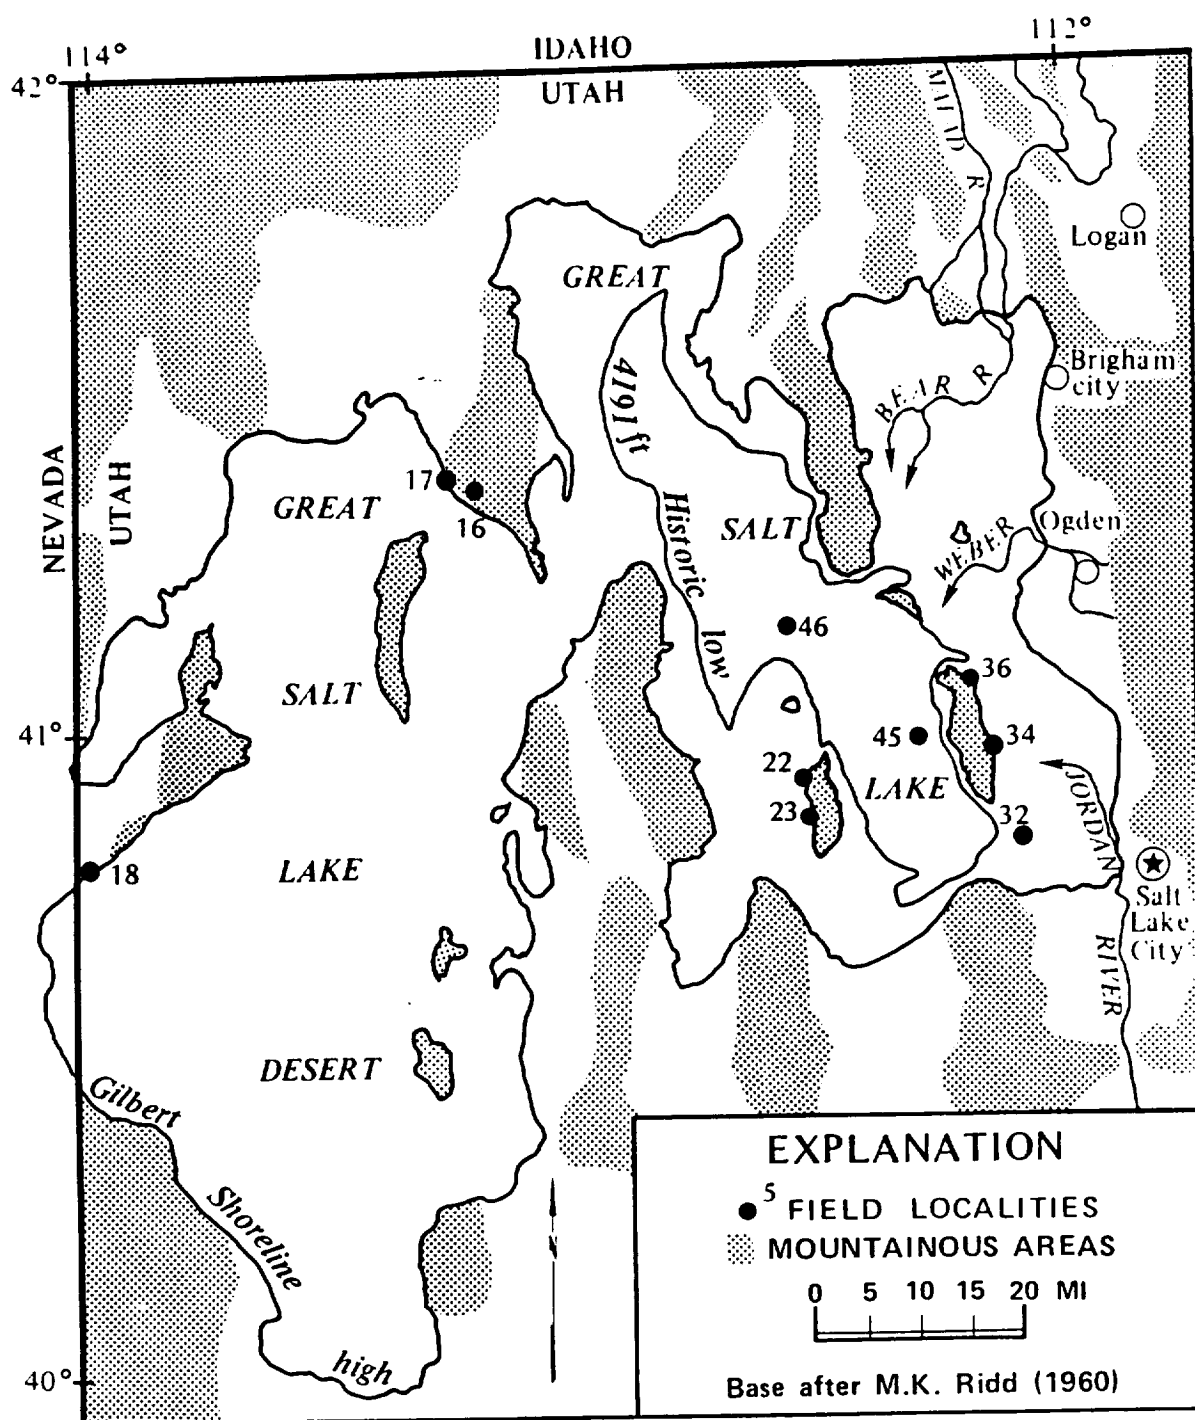 114°
IDAHO
112°
42°
UTAH
MALAD R
Logan
GREAT
4191 ft
BEAR R
Brigham
city
NEVADA
UTAH
17
16
GREAT
Historic
low
SALT
WEBER
Ogden
46
36
SALT
41°
45
34
22
LAKE
23
32
JORDAN
RIVER
18
LAKE
Salt
Lake
City
DESERT
Gilbert
Shoreline
high
40°
N
EXPLANATION
5 FIELD LOCALITIES
MOUNTAINOUS AREAS
0 5 10 15 20 MI
Base after M.K. Ridd (1960)